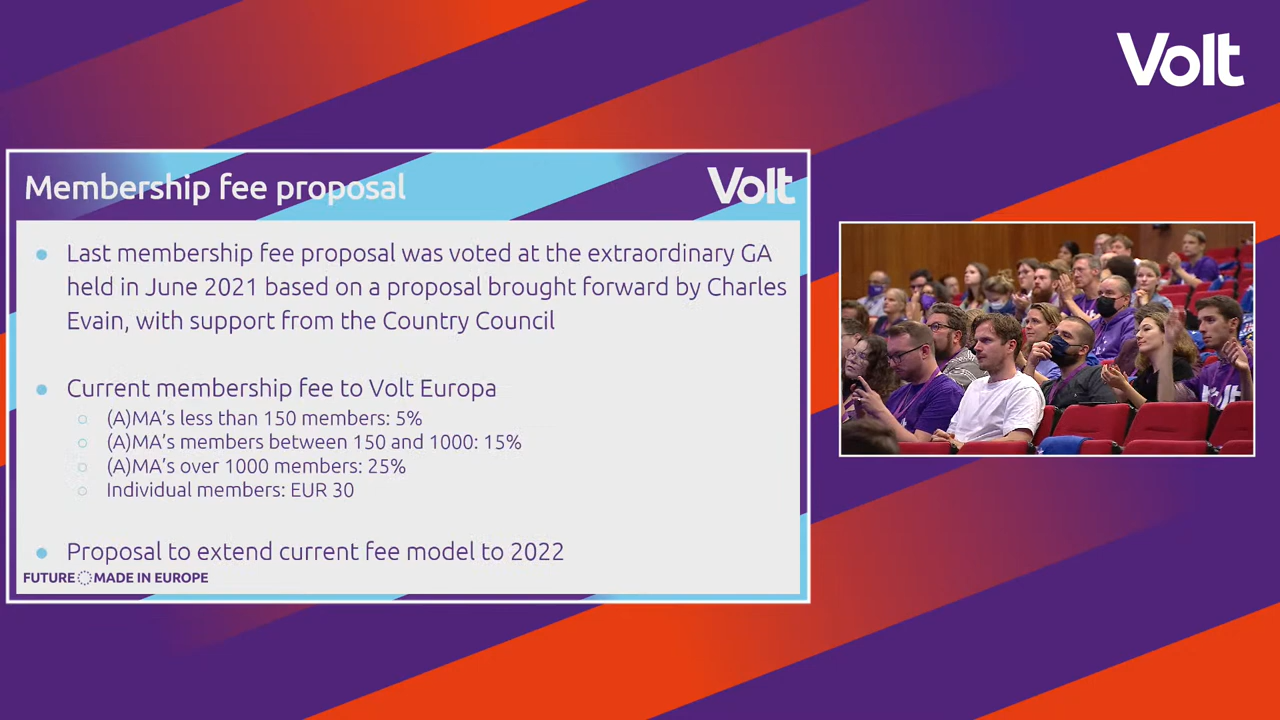 Volt
Membership fee proposal
Volt
Last membership fee proposal was voted at the extraordinary GA
held in June 2021 based on a proposal brought forward by Charles
Evain, with support from the Country Council
Current membership fee to Volt Europa
(A)MA's less than 150 members: 5%
(A)MA's members between 150 and 1000: 15%
(A)MA's over 1000 members: 25%
Individual members: EUR 30
Proposal to extend current fee model to 2022
FUTURE MADE IN EUROPE